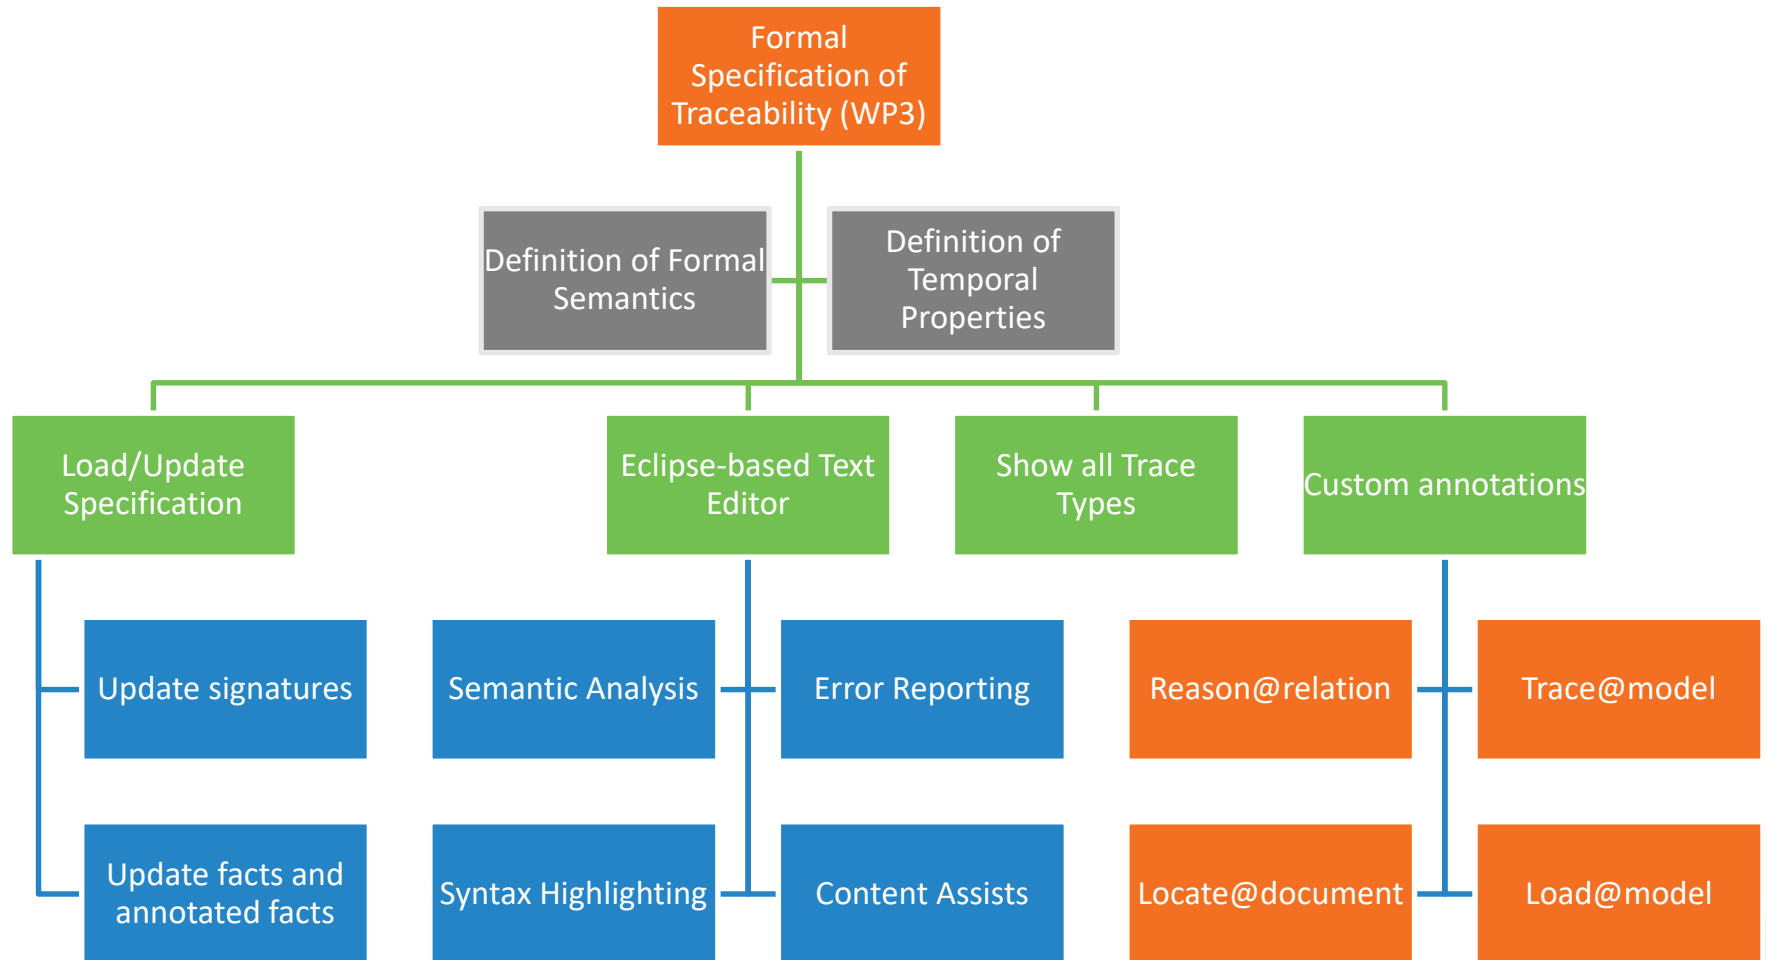 Formal
Specification of
Traceability (WP3)
Definition of Formal
Semantics
Definition of
Temporal
Properties
Load/Update
Specification
Eclipse-based Text
Editor
Show all Trace
Types
Custom annotations
Update signatures
Semantic Analysis
Error Reporting
Reason@relation
Trace@model
Update facts and
annotated facts
Syntax Highlighting
Content Assists
Locate@document
Load@model